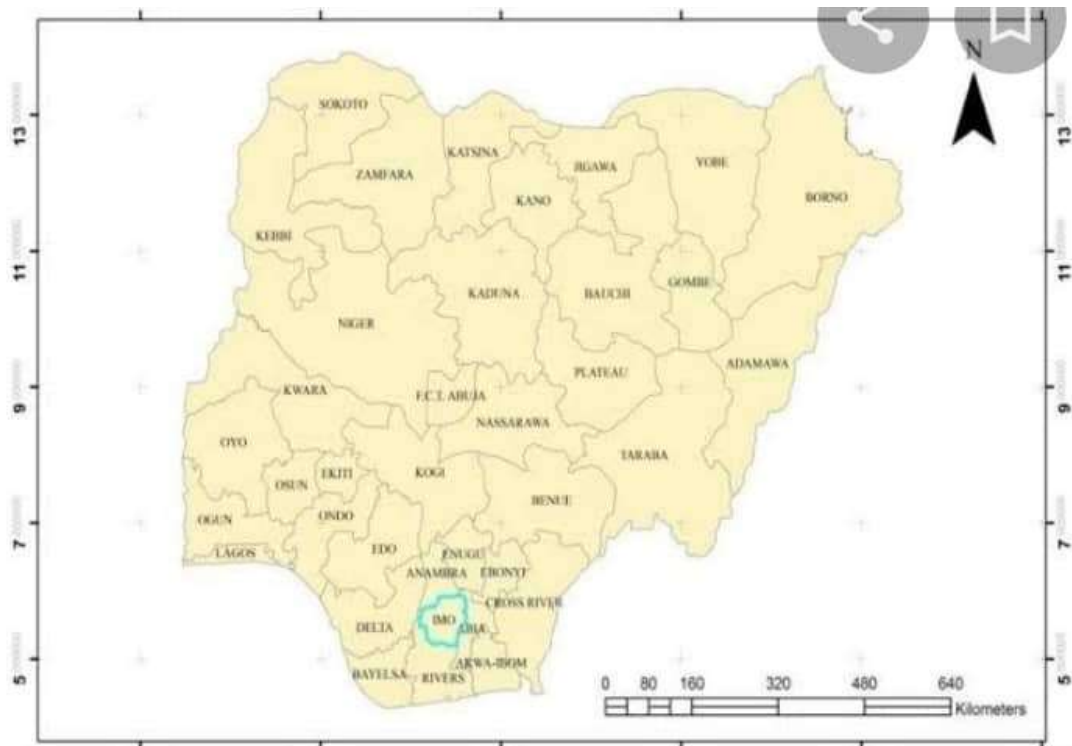 N
13
13
SOKOTO
KATSINA
JIGAWA
YOBE
ZAMFARA
KANO
BORNO
KEBBI
11
11
KADUNA
BAUCHI
GOMBE
NIGER
ADAMAWA
PLATEAU
9
9
KWARA
F.C.T. ABUJA
NASSARAWA
OYO
TARABA
KOGI
EKITI
OSUN
BENUE
OGUN
ONDO
7
7
LAGOS
EDO
ENUGU
ANAMBRA
EBONYI
CROSS RIVER
IMO
DELTA
5
5
AKWA-IBOM
BAYELSA
RIVERS
0 80 160 320 480 640
Kilometers